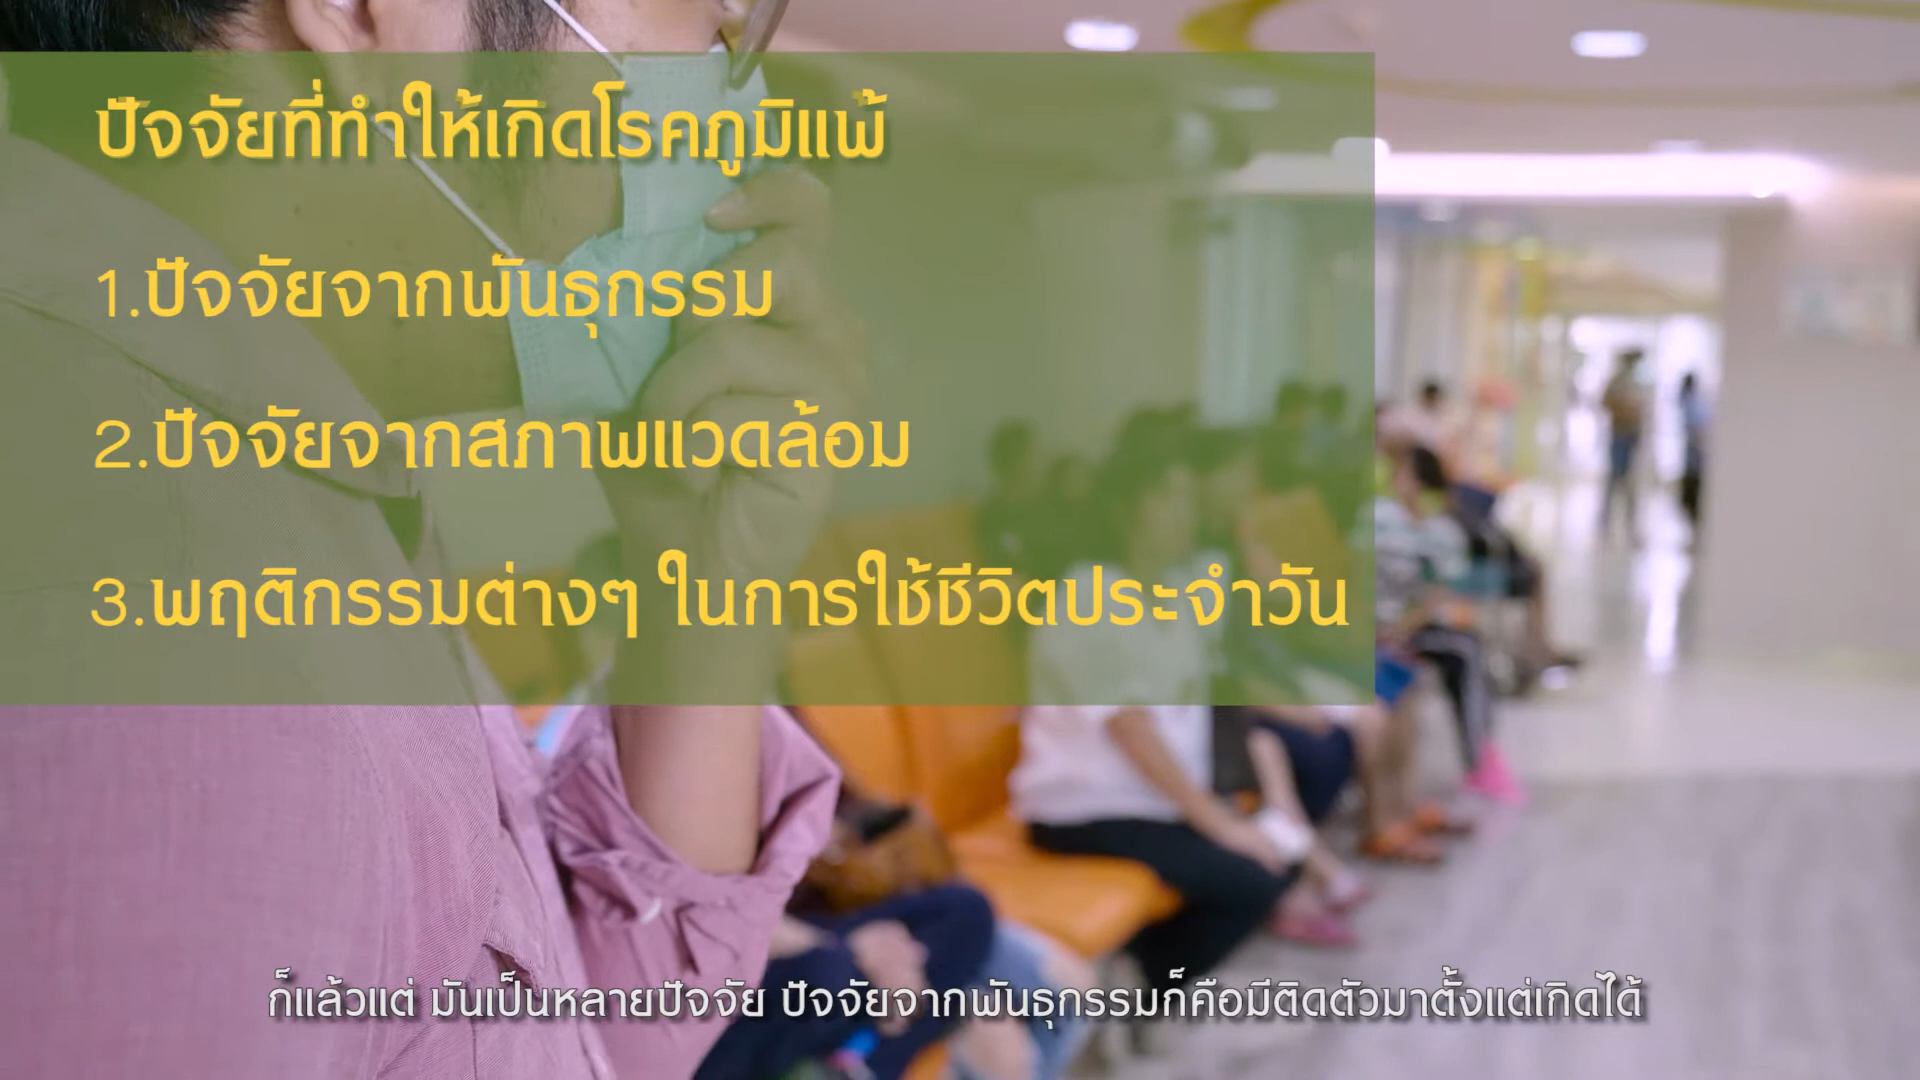 ปัจจัยที่ทำให้เกิดโรคภูมิแพ้
1.ปัจจัยจากพันธุกรรม
2.ปัจจัยจากสภาพแวดล้อม
3.พฤติกรรมต่างๆ ในการใช้ชีวิตประจำวัน
ก็แล้วแต่ มันเป็นหลายปัจจัย ปัจจัยจากพันธุกรรมก็คือมีติดตัวมาตั้งแต่เกิดได้